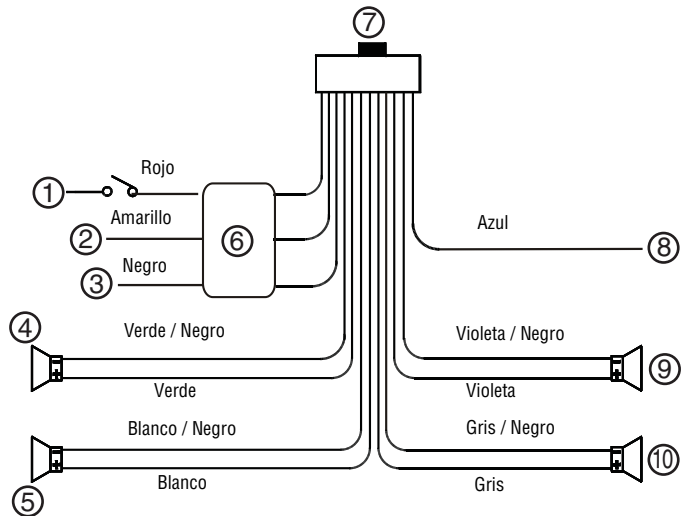 ⑦
Rojo
①
Amarillo
②
⑥
Azul
⑧
Negro
③
④
Verde / Negro
Violeta / Negro
⑨
Verde
Violeta
Blanco / Negro
Gris / Negro
⑩
Blanco
Gris
⑤